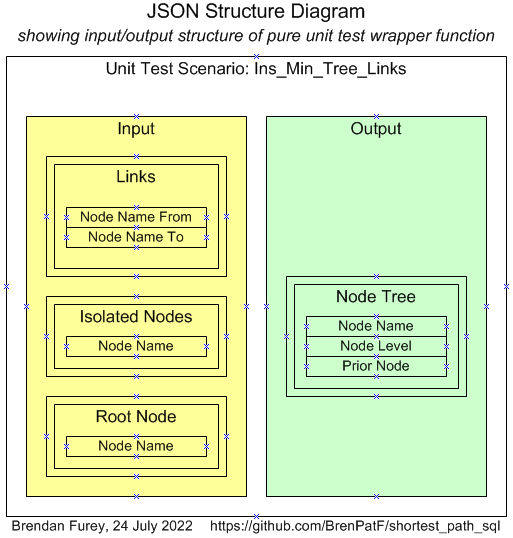 JSON Structure Diagram
showing input/output structure of pure unit test wrapper function
Unit Test Scenario: Ins_Min_Tree_Links
Input
Links
Node Name From
Node Name To
Isolated Nodes
Node Name
Root Node
Node Name
Output
Node Tree
Node Name
Node Level
Prior Node
Brendan Furey, 24 July 2022 https://github.com/BrenPatF/shortest_path_sql